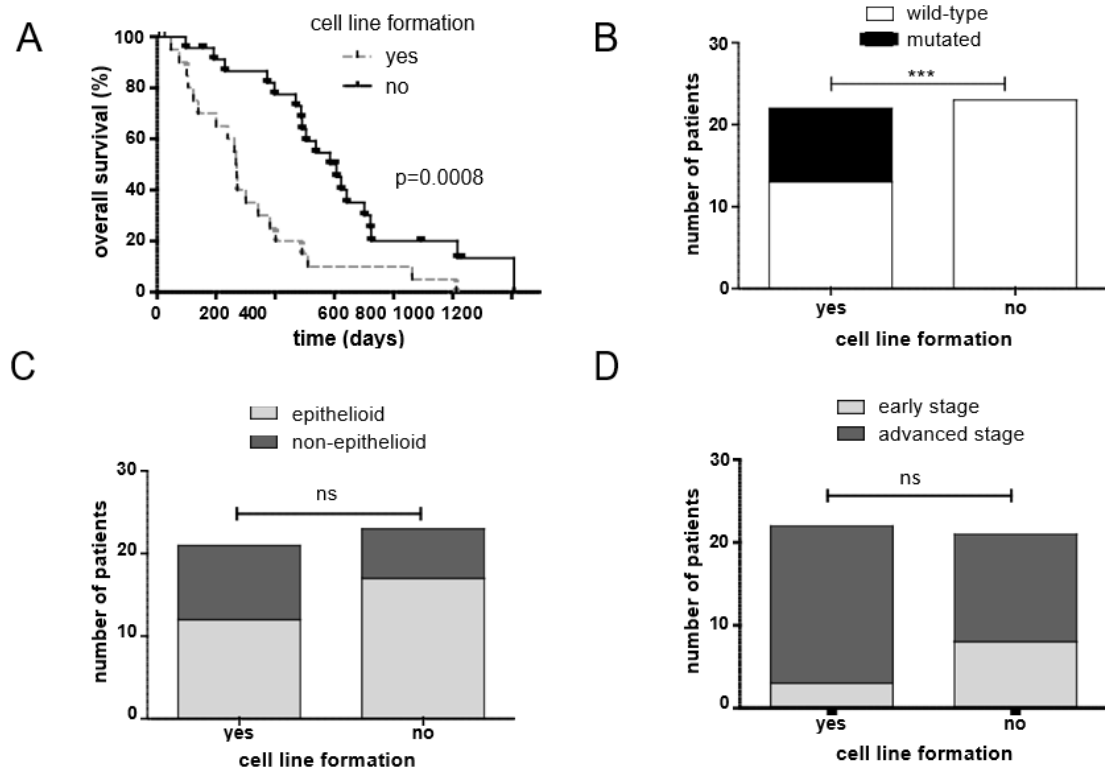 A
cell line formation
yes
no
p=0.0008
100
80
60
40
20
0
overall survival (%)
0 200 400 600 800 1000 1200
time (days)
B
wild-type
mutated
***
30
20
10
0
number of patients
yes no
cell line formation
C
epithelioid
non-epithelioid
ns
30
20
10
0
number of patients
yes no
cell line formation
D
early stage
advanced stage
ns
30
20
10
0
number of patients
yes no
cell line formation